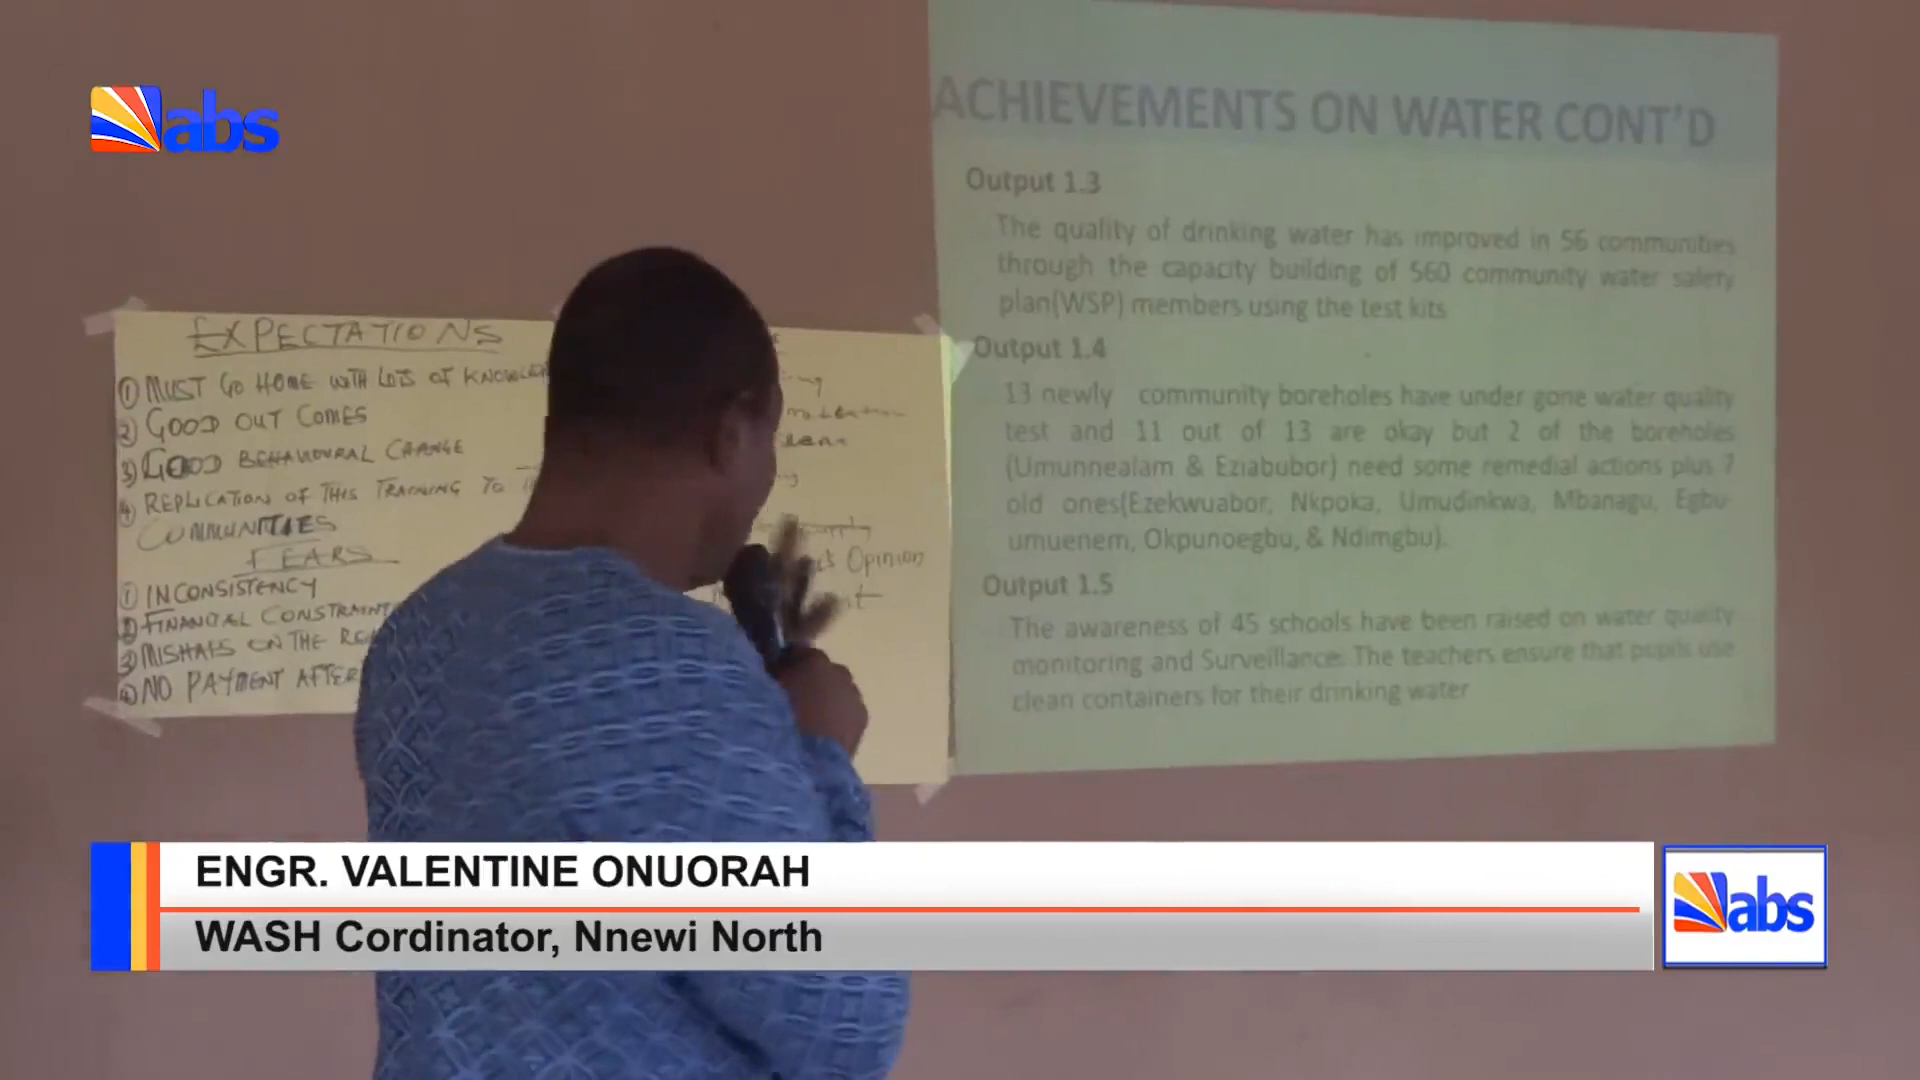 abs
ACHIEVEMENTS ON WATER CONT'D
Output 1.3
The quality of drinking water has improved in 56 communities
through the capacity building of 560 community water safety
plan(WSP) members using the test kits
Output 1.4
13 newly community boreholes have under gone water quality
test and 11 out of 13 are okay but 2 of the boreholes
(Umunnealam & Eziabubor) need some remedial actions plus 7
old ones(Ezekwuabor, Nkpoka, Umudinkwa, Mbanagu, Egbu-
umuenem, Okpunoegbu, & Ndimgbu).
Output 1.5
The awareness of 45 schools have been raised on water quality
monitoring and Surveillance. The teachers ensure that pupils use
clean containers for their drinking water
EXPECTATIONS
① MUST GO HOME WITH LOTS OF
2) GOOD OUT COMES
3) GOOD BEHAVIOURAL CHANGE
4) REPLICATION OF THIS TRAINING TO
COMMUNITIES
FEARS
① INCONSISTENCY
2) FINANCIAL CONSTRAINT
3) MISHAPS ON THE
4) NO PAYMENT AFTER
Opinion
ENGR. VALENTINE ONUORAH
WASH Cordinator, Nnewi North
abs